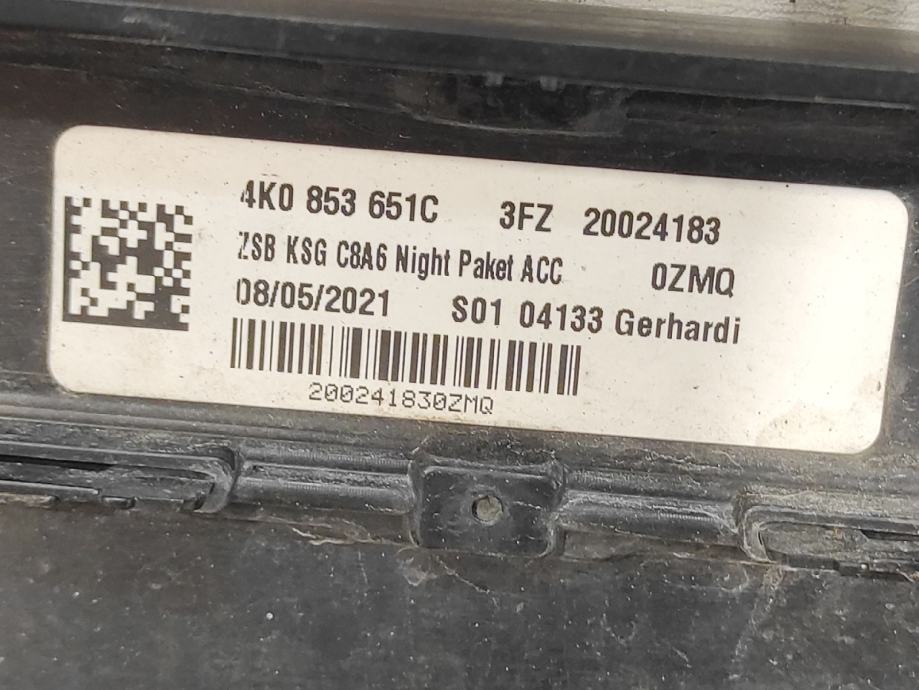 4K0 853 651C 3FZ 20024183
ZSB KSG C8A6 Night Paket ACC 0ZMQ
08/05/2021 S01 04133 Gerhardi
200241830ZMQ